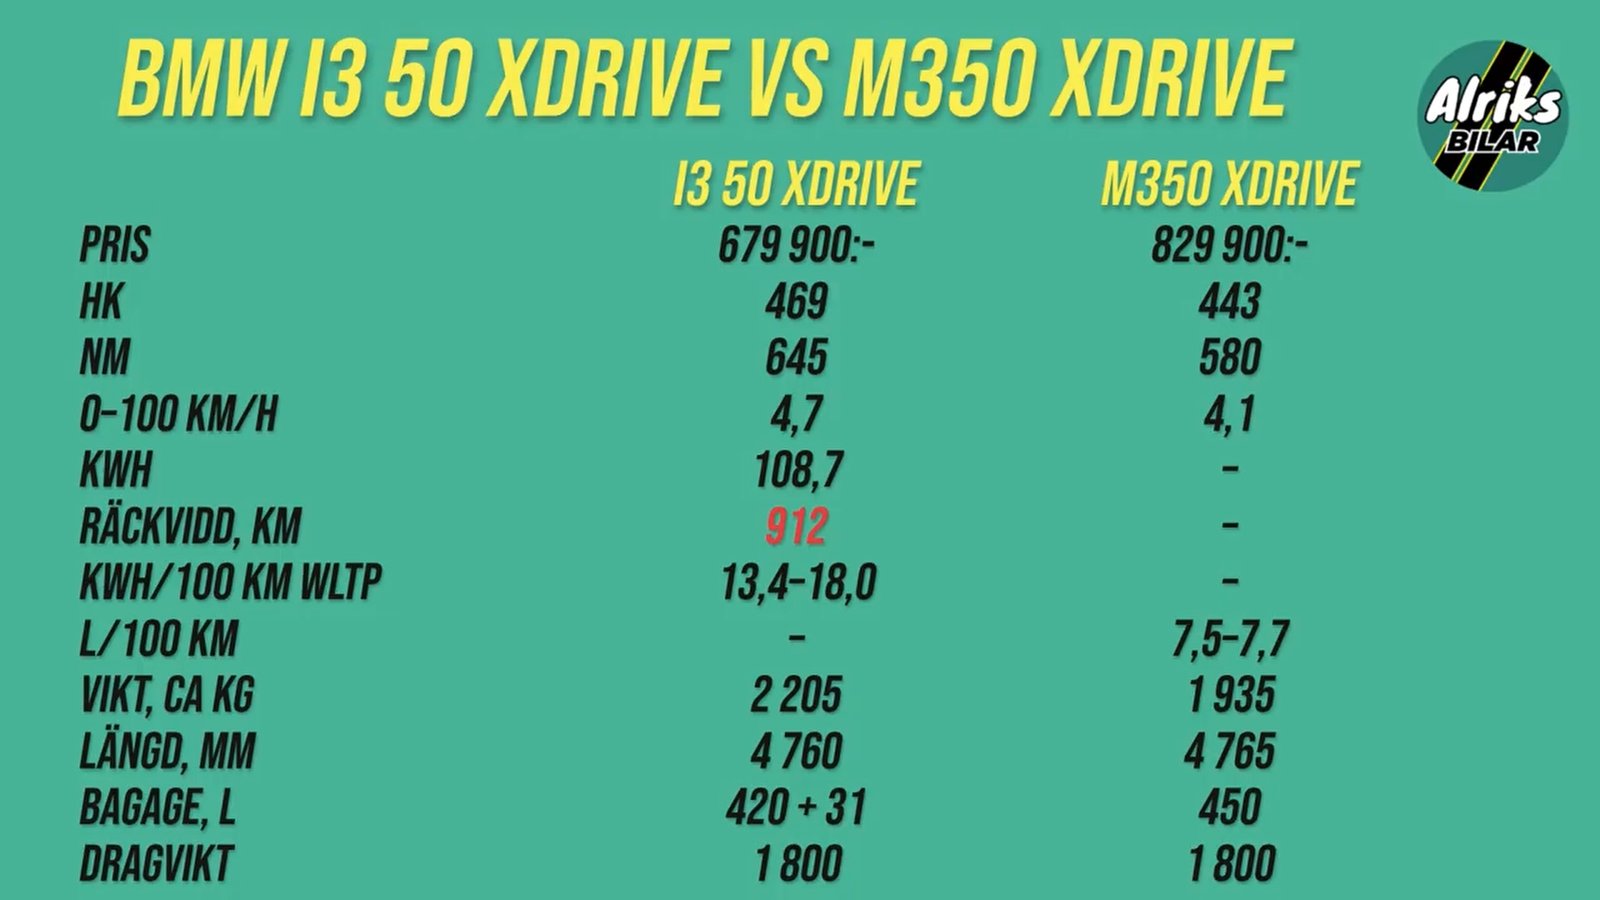 BMW I3 50 XDRIVE VS M350 XDRIVE
Alriks
BILAR
I3 50 XDRIVE M350 XDRIVE
PRIS 679 900:- 829 900:-
HK 469 443
NM 645 580
0–100 KM/H 4,7 4,1
KWH 108,7 –
RÄCKVIDD, KM 912 –
KWH/100 KM WLTP 13,4–18,0 –
L/100 KM – 7,5–7,7
VIKT, CA KG 2 205 1 935
LÄNGD, MM 4 760 4 765
BAGAGE, L 420 + 31 450
DRAGVIKT 1 800 1 800